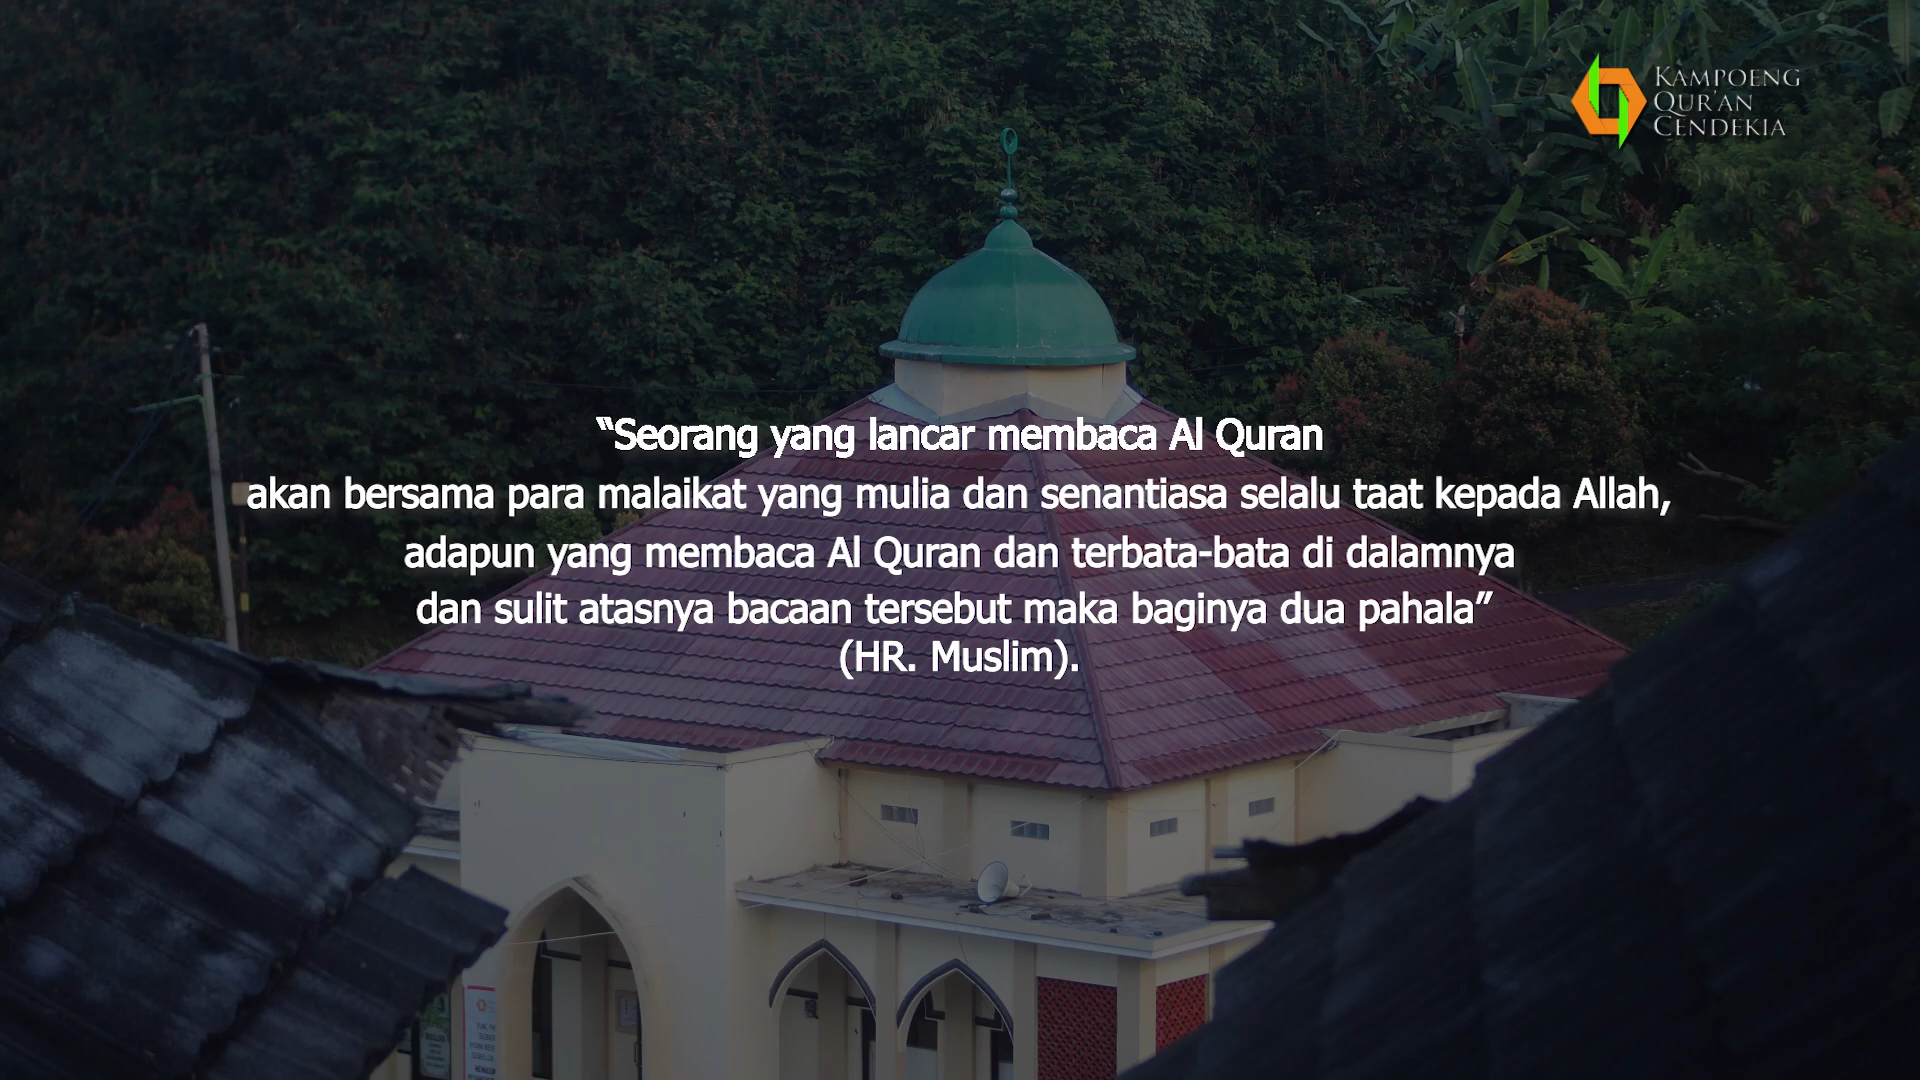 KAMPOENG
QUR'AN
CENDEKIA
“Seorang yang lancar membaca Al Quran
akan bersama para malaikat yang mulia dan senantiasa selalu taat kepada Allah,
adapun yang membaca Al Quran dan terbata-bata di dalamnya
dan sulit atasnya bacaan tersebut maka baginya dua pahala”
(HR. Muslim).